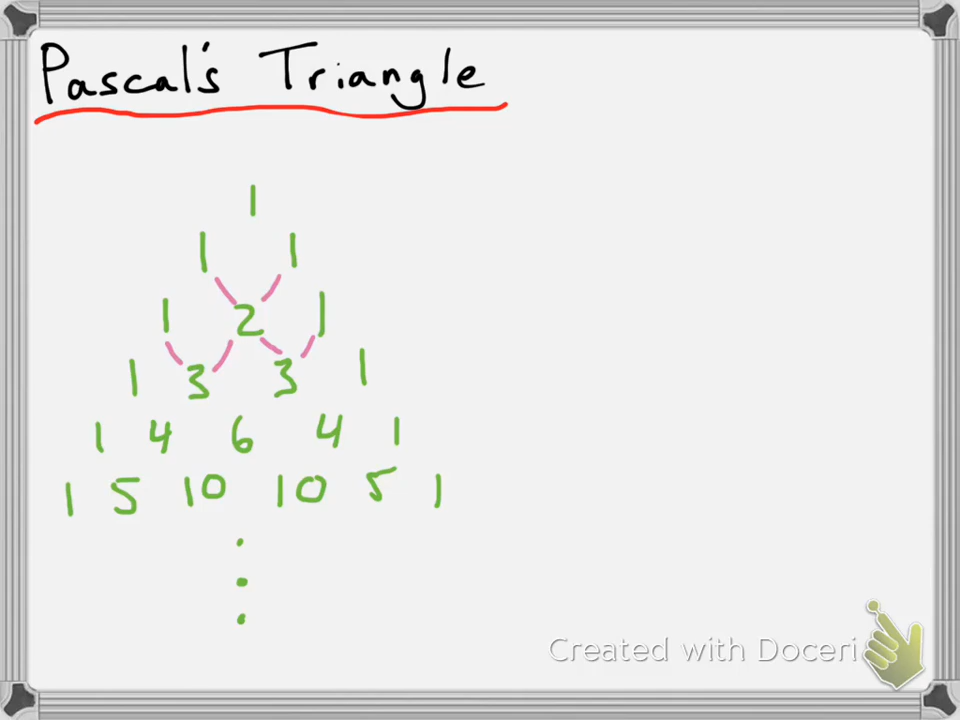 Pascal's Triangle
1
1 1
1 2 1
1 3 3 1
1 4 6 4 1
1 5 10 10 5 1
Created with Doceri